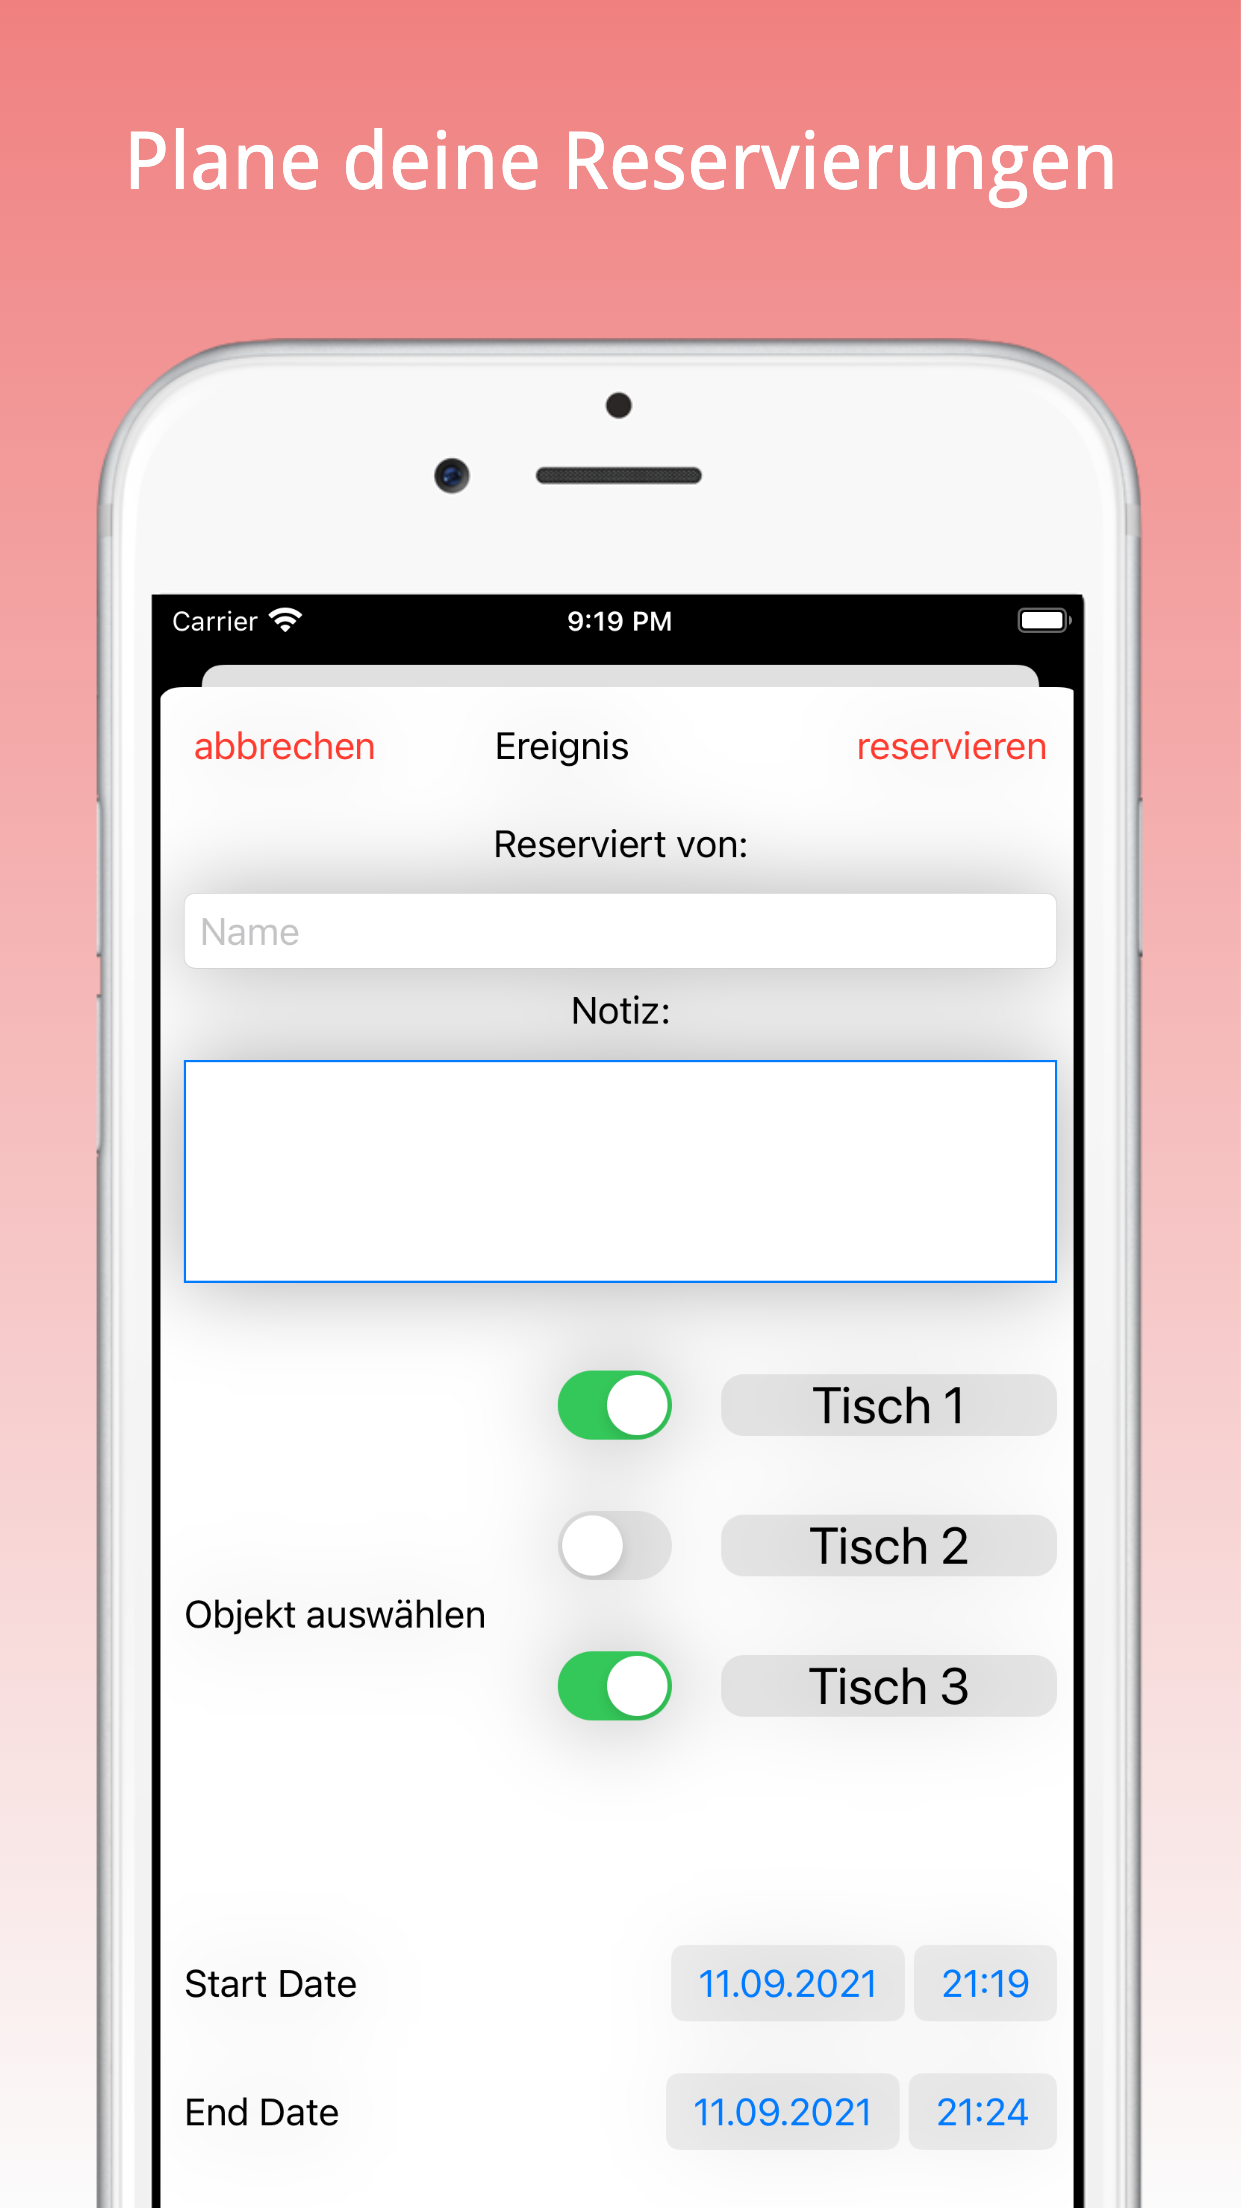 Plane deine Reservierungen
Carrier 9:19 PM
abbrechen Ereignis reservieren
Reserviert von:
Name
Notiz:
Tisch 1
Tisch 2
Objekt auswählen
Tisch 3
Start Date 11.09.2021 21:19
End Date 11.09.2021 21:24